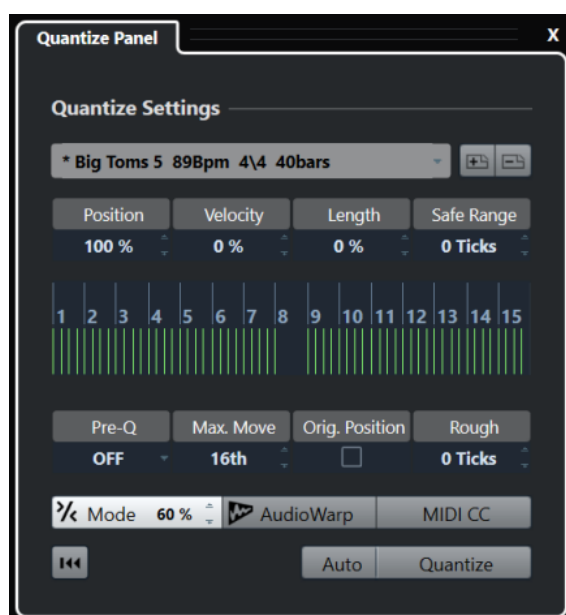 Quantize Panel X
Quantize Settings
* Big Toms 5 89Bpm 4\4 40bars
Position Velocity Length Safe Range
100 % 0 % 0 % 0 Ticks
1 2 3 4 5 6 7 8 9 10 11 12 13 14 15
Pre-Q Max. Move Orig. Position Rough
OFF 16th 0 Ticks
Mode 60 % AudioWarp MIDI CC
Auto Quantize